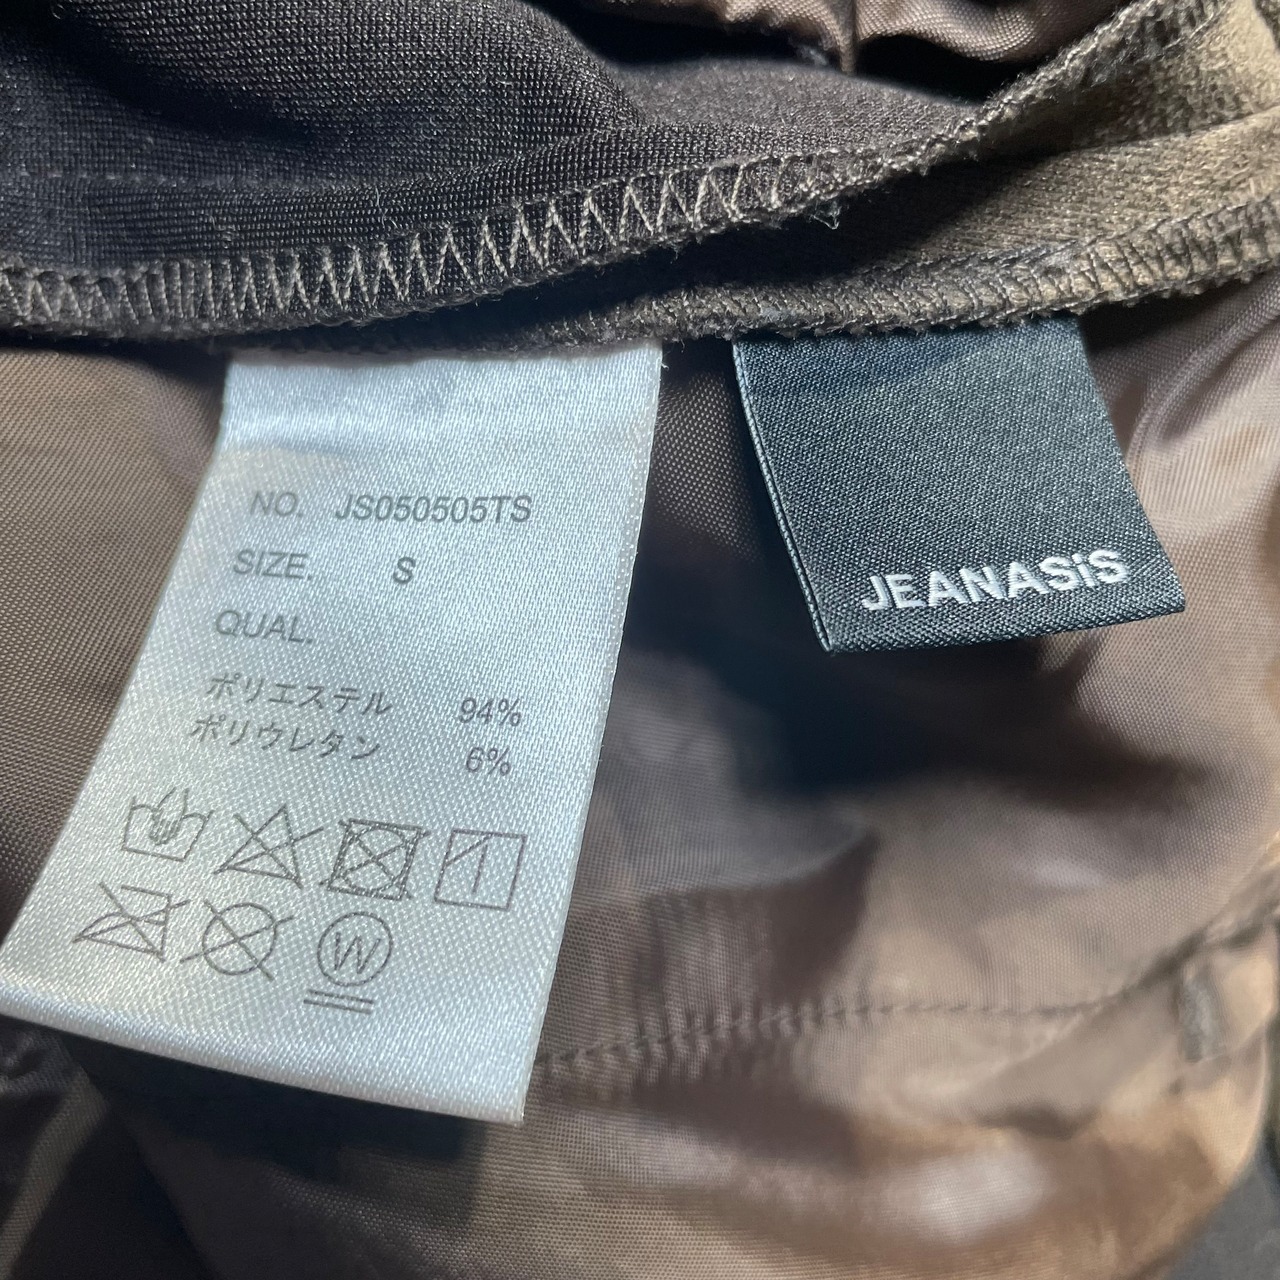 NO. JS050505TS
SIZE. S
QUAL.
ポリエステル 94%
ポリウレタン 6%
W
JEANASiS